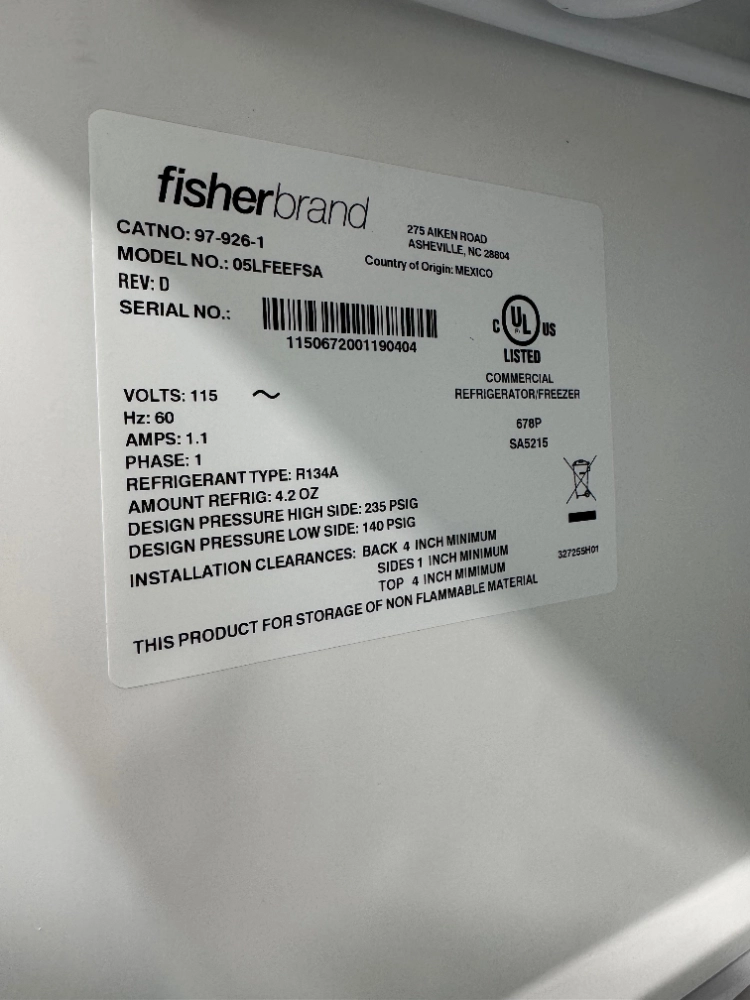 fisherbrand
275 AIKEN ROAD
ASHEVILLE, NC 28804
Country of Origin: MEXICO
CATNO: 97-926-1
MODEL NO.: 05LFEEFSA
REV: D
SERIAL NO.:
1150672001190404
C UL US
LISTED
COMMERCIAL
REFRIGERATOR/FREEZER
678P
SA5215
VOLTS: 115 ~
Hz: 60
AMPS: 1.1
PHASE: 1
REFRIGERANT TYPE: R134A
AMOUNT REFRIG: 4.2 OZ
DESIGN PRESSURE HIGH SIDE: 235 PSIG
DESIGN PRESSURE LOW SIDE: 140 PSIG
INSTALLATION CLEARANCES: BACK 4 INCH MINIMUM
SIDES 1 INCH MINIMUM
TOP 4 INCH MIMIMUM
327255H01
THIS PRODUCT FOR STORAGE OF NON FLAMMABLE MATERIAL